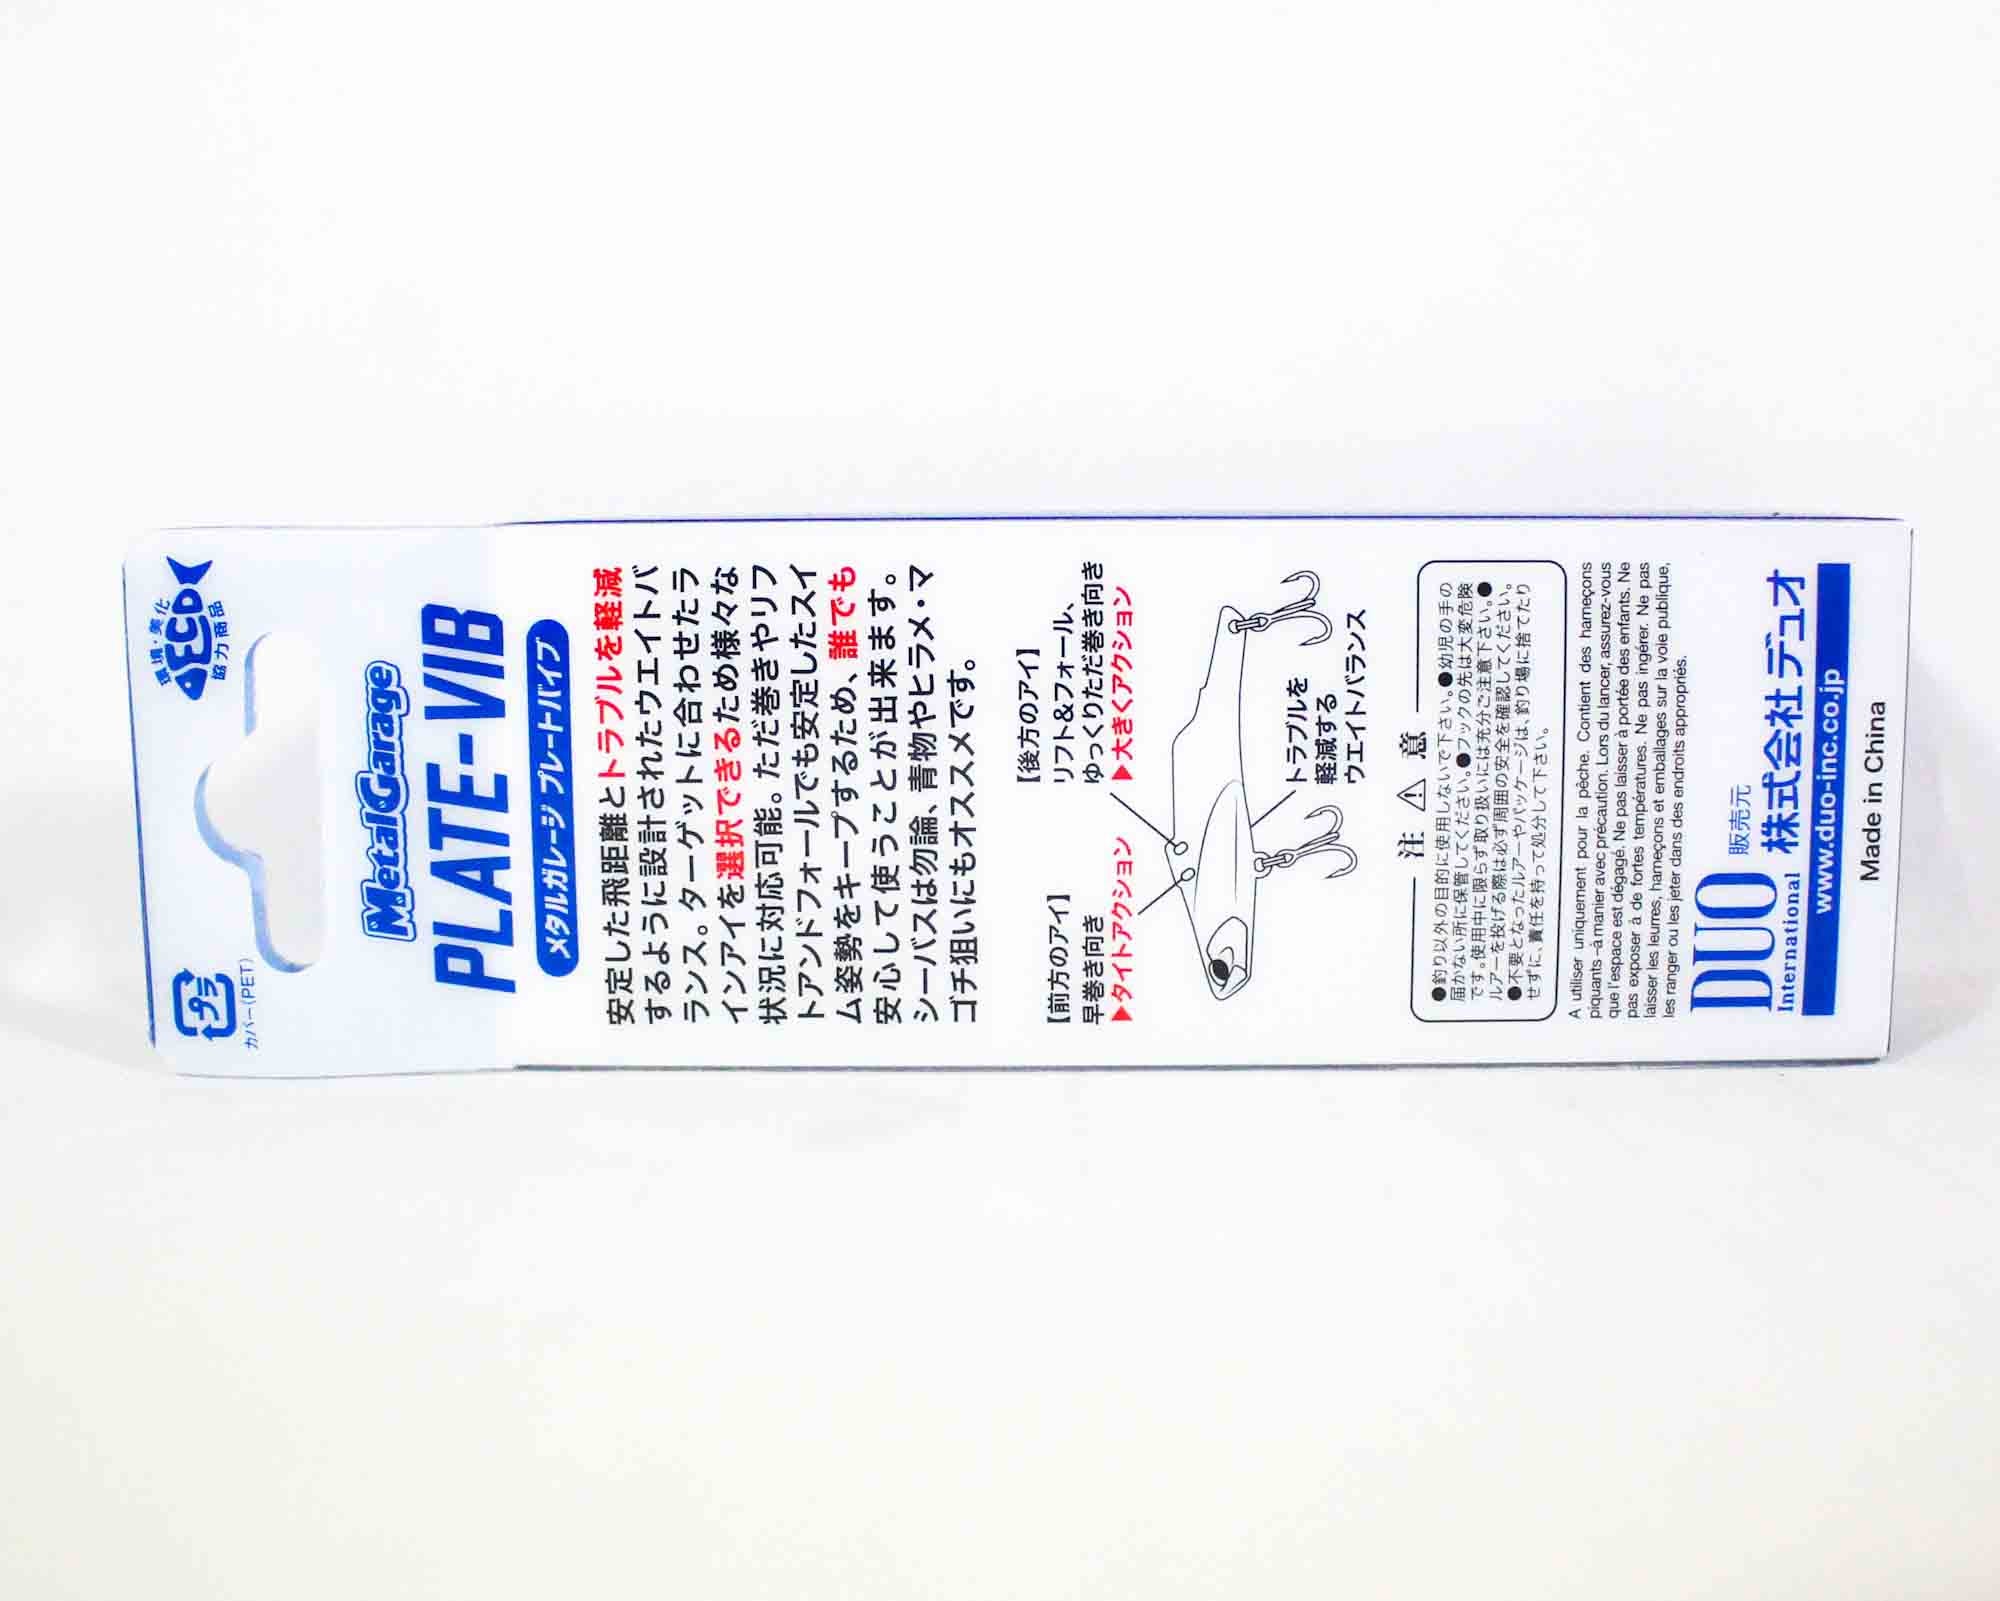 プラ
カバー(PET)
環境・美化
ECO
協力商品
MetalGarage
PLATE-VIB
メタルガレージ プレートバイブ
安定した飛距離とトラブルを軽減
するように設計されたウエイトバ
ランス。ターゲットに合わせたラ
インアイを選択できるため様々な
状況に対応可能。ただ巻きやリフ
トアンドフォールでも安定したスイ
ム姿勢をキープするため、誰でも
安心して使うことが出来ます。
シーバスは勿論、青物やヒラメ・マ
ゴチ狙いにもオススメです。
【前方のアイ】
早巻き向き
▶タイトアクション
【後方のアイ】
リフト&フォール、
ゆっくりただ巻き向き
▶大きくアクション
トラブルを
軽減する
ウエイトバランス
注 ⚠ 意
●釣り以外の目的に使用しないで下さい。●幼児の手の
届かない所に保管してください。●フックの先は大変危険
です。使用中に限らず取り扱いには充分ご注意下さい。●
ルアーを投げる際は必ず周囲の安全を確認してください。
●不要となったルアーやパッケージは、釣り場に捨てたり
せずに、責任を持って処分して下さい。
A utiliser uniquement pour la pêche. Contient des hameçons
piquants -à manier avec précaution. Lors du lancer, assurez-vous
que l'espace est dégagé. Ne pas laisser à portée des enfants. Ne
pas exposer à de fortes températures. Ne pas ingérer. Ne pas
laisser les leurres, hameçons et emballages sur la voie publique,
les ranger ou les jeter dans des endroits appropriés.
DUO
International
販売元
株式会社デュオ
www.duo-inc.co.jp
Made in China